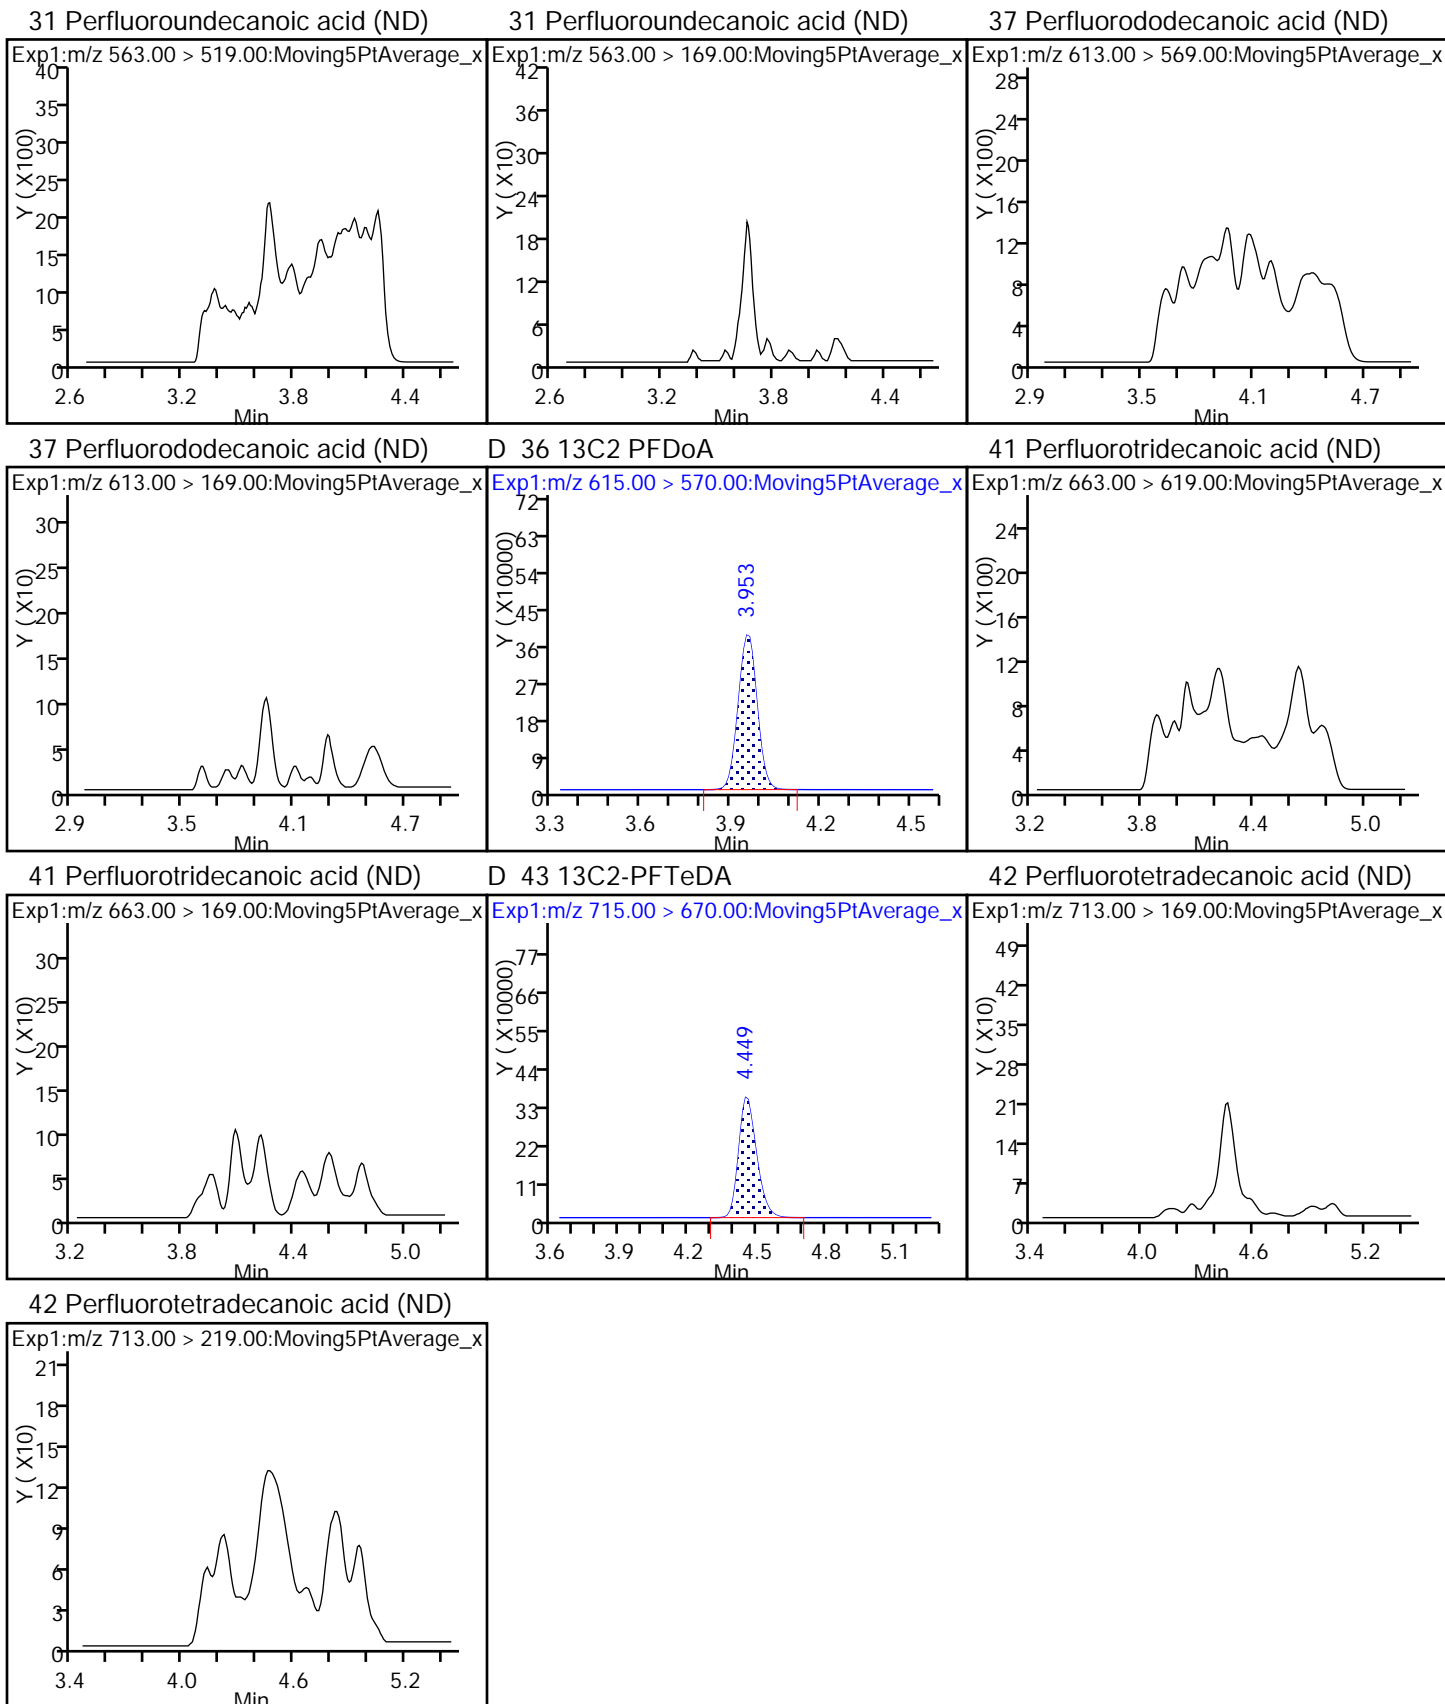 31 Perfluoroundecanoic acid (ND)
Exp1:m/z 563.00 > 519.00:Moving5PtAverage_x
Y ( X100)
40
35
30
25
20
15
10
5
0
2.6 3.2 3.8 4.4
Min
31 Perfluoroundecanoic acid (ND)
Exp1:m/z 563.00 > 169.00:Moving5PtAverage_x
Y ( X10)
42
36
30
24
18
12
6
0
2.6 3.2 3.8 4.4
Min
37 Perfluorododecanoic acid (ND)
Exp1:m/z 613.00 > 569.00:Moving5PtAverage_x
Y ( X100)
28
24
20
16
12
8
4
0
2.9 3.5 4.1 4.7
Min
37 Perfluorododecanoic acid (ND)
Exp1:m/z 613.00 > 169.00:Moving5PtAverage_x
Y ( X10)
30
25
20
15
10
5
0
2.9 3.5 4.1 4.7
Min
D 36 13C2 PFDoA
Exp1:m/z 615.00 > 570.00:Moving5PtAverage_x
Y ( X10000)
72
63
54
45
36
27
18
9
0
3.953
3.3 3.6 3.9 4.2 4.5
Min
41 Perfluorotridecanoic acid (ND)
Exp1:m/z 663.00 > 619.00:Moving5PtAverage_x
Y ( X100)
24
20
16
12
8
4
0
3.2 3.8 4.4 5.0
Min
41 Perfluorotridecanoic acid (ND)
Exp1:m/z 663.00 > 169.00:Moving5PtAverage_x
Y ( X10)
30
25
20
15
10
5
0
3.2 3.8 4.4 5.0
Min
D 43 13C2-PFTeDA
Exp1:m/z 715.00 > 670.00:Moving5PtAverage_x
Y ( X10000)
77
66
55
44
33
22
11
0
4.449
3.6 3.9 4.2 4.5 4.8 5.1
Min
42 Perfluorotetradecanoic acid (ND)
Exp1:m/z 713.00 > 169.00:Moving5PtAverage_x
Y ( X10)
49
42
35
28
21
14
7
0
3.4 4.0 4.6 5.2
Min
42 Perfluorotetradecanoic acid (ND)
Exp1:m/z 713.00 > 219.00:Moving5PtAverage_x
Y ( X10)
21
18
15
12
9
6
3
0
3.4 4.0 4.6 5.2
Min